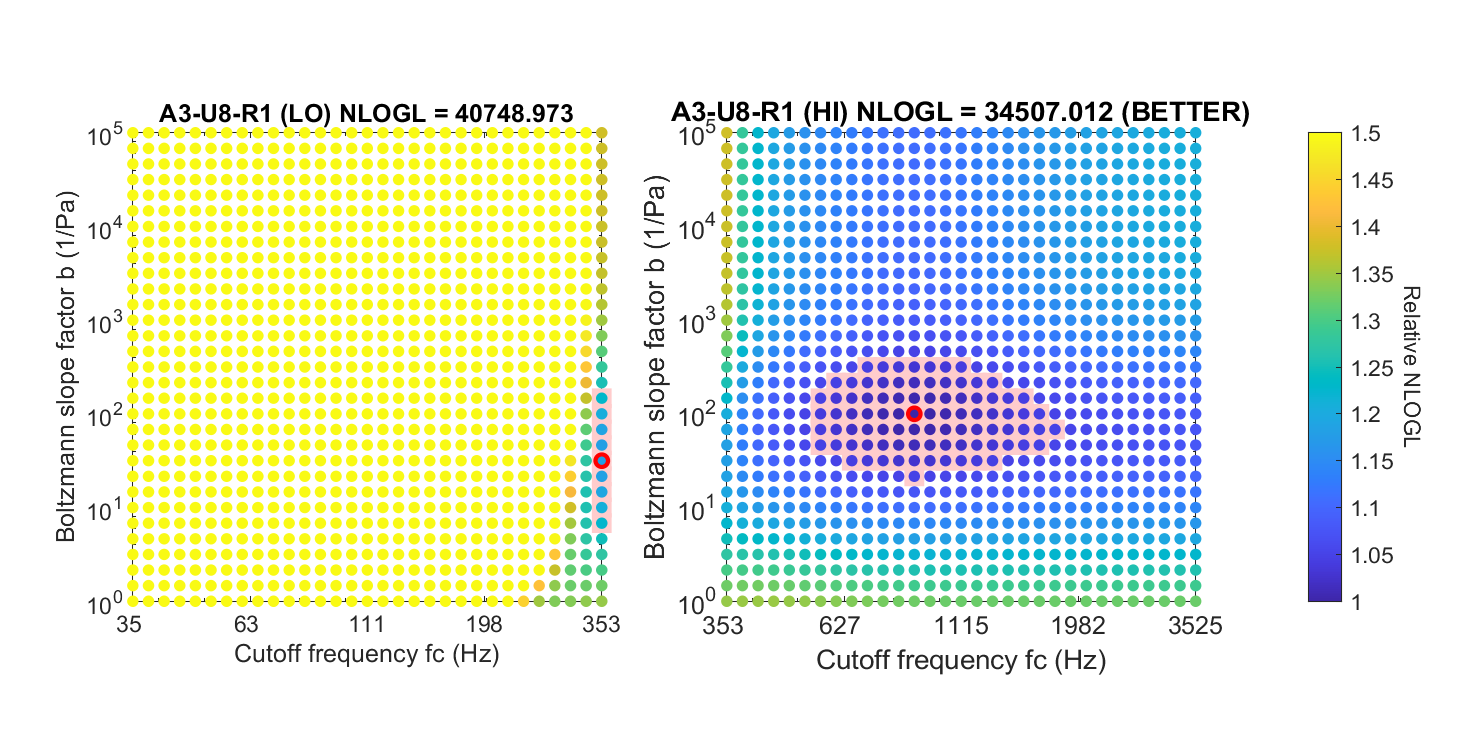 A3-U8-R1 (LO) NLOGL = 40748.973
Boltzmann slope factor b (1/Pa)
10^5
10^4
10^3
10^2
10^1
10^0
35 63 111 198 353
Cutoff frequency fc (Hz)
A3-U8-R1 (HI) NLOGL = 34507.012 (BETTER)
Boltzmann slope factor b (1/Pa)
10^5
10^4
10^3
10^2
10^1
10^0
353 627 1115 1982 3525
Cutoff frequency fc (Hz)
1.5
1.45
1.4
1.35
1.3
1.25
1.2
1.15
1.1
1.05
1
Relative NLOGL